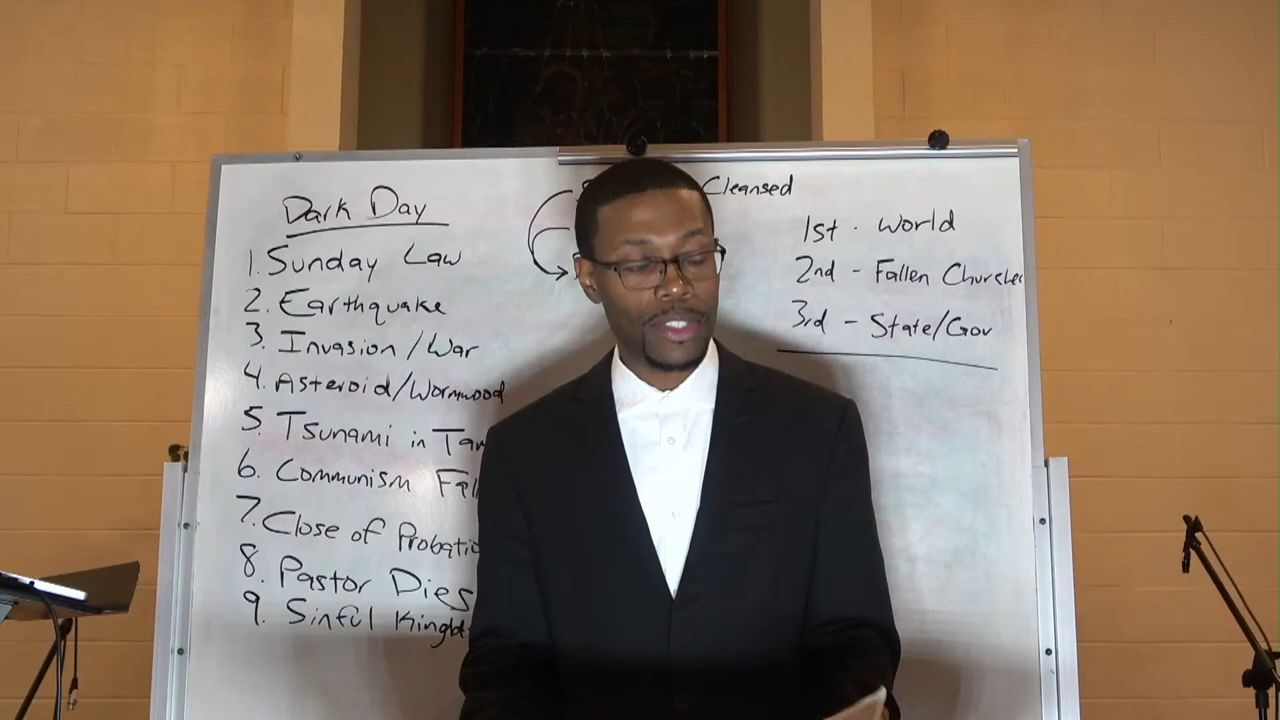 Dark Day
1. Sunday Law
2. Earthquake
3. Invasion/War
4. Asteroid/Wormwood
5. Tsunami in
6. Communism
7. Close of
8. Pastor Dies
9. Sinful
Cleansed
1st. World
2nd - Fallen Churches
3rd - State/Gov